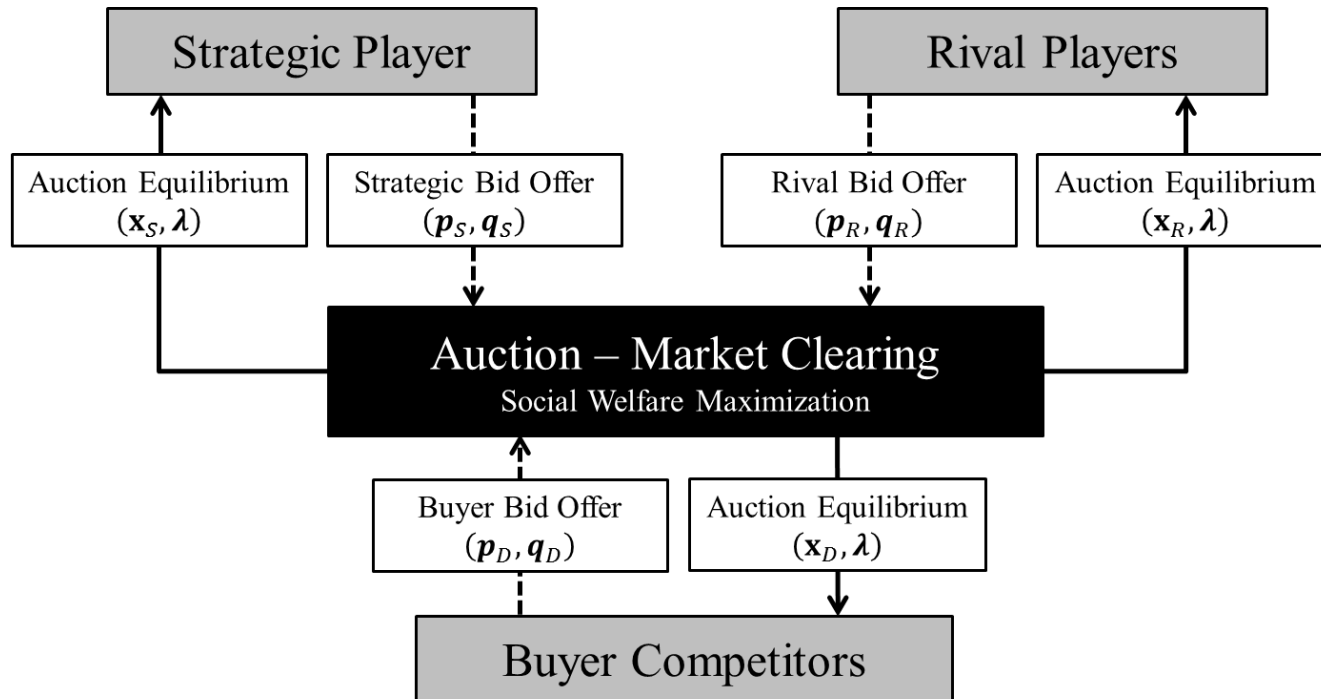 Strategic Player
Rival Players
Auction Equilibrium
(𝐱_S, 𝝀)
Strategic Bid Offer
(𝒑_S, 𝒒_S)
Rival Bid Offer
(𝒑_R, 𝒒_R)
Auction Equilibrium
(𝐱_R, 𝝀)
Auction – Market Clearing
Social Welfare Maximization
Buyer Bid Offer
(𝒑_D, 𝒒_D)
Auction Equilibrium
(𝐱_D, 𝝀)
Buyer Competitors